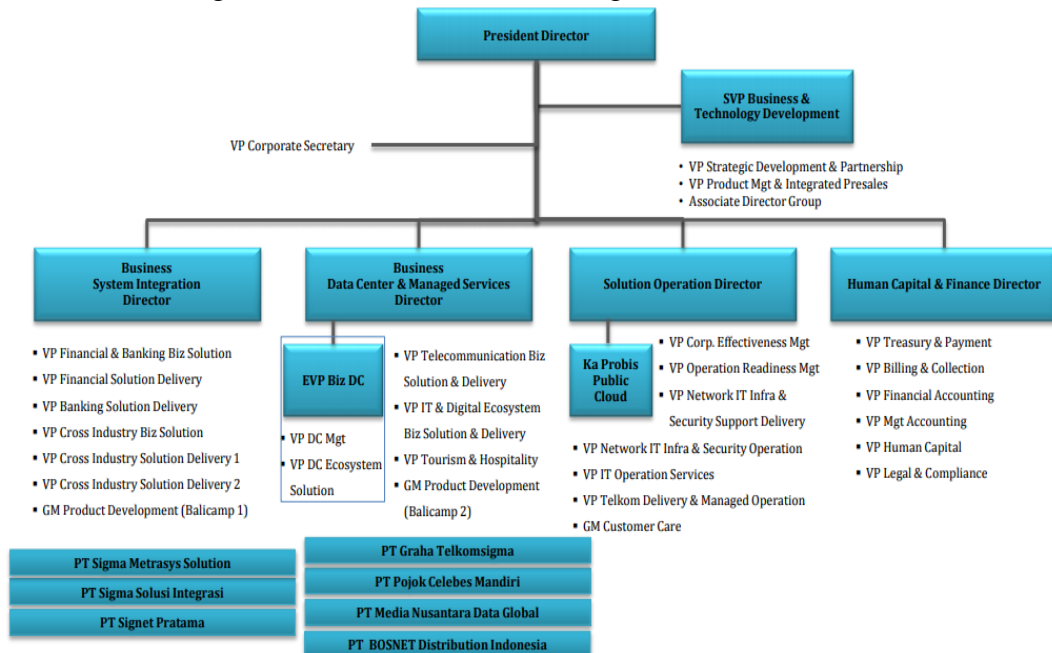 President Director
SVP Business &
Technology Development
VP Corporate Secretary
• VP Strategic Development & Partnership
• VP Product Mgt & Integrated Presales
• Associate Director Group
Business
System Integration
Director
▪ VP Financial & Banking Biz Solution
▪ VP Financial Solution Delivery
▪ VP Banking Solution Delivery
▪ VP Cross Industry Biz Solution
▪ VP Cross Industry Solution Delivery 1
▪ VP Cross Industry Solution Delivery 2
▪ GM Product Development (Balicamp 1)
Business
Data Center & Managed Services
Director
EVP Biz DC
▪ VP DC Mgt
▪ VP DC Ecosystem
Solution
▪ VP Telecommunication Biz
Solution & Delivery
▪ VP IT & Digital Ecosystem
Biz Solution & Delivery
▪ VP Tourism & Hospitality
▪ GM Product Development
(Balicamp 2)
Solution Operation Director
Ka Probis
Public
Cloud
▪ VP Corp. Effectiveness Mgt
▪ VP Operation Readiness Mgt
▪ VP Network IT Infra &
Security Support Delivery
▪ VP Network IT Infra & Security Operation
▪ VP IT Operation Services
▪ VP Telkom Delivery & Managed Operation
▪ GM Customer Care
Human Capital & Finance Director
▪ VP Treasury & Payment
▪ VP Billing & Collection
▪ VP Financial Accounting
▪ VP Mgt Accounting
▪ VP Human Capital
▪ VP Legal & Compliance
PT Sigma Metrasys Solution
PT Sigma Solusi Integrasi
PT Signet Pratama
PT Graha Telkomsigma
PT Pojok Celebes Mandiri
PT Media Nusantara Data Global
PT BOSNET Distribution Indonesia